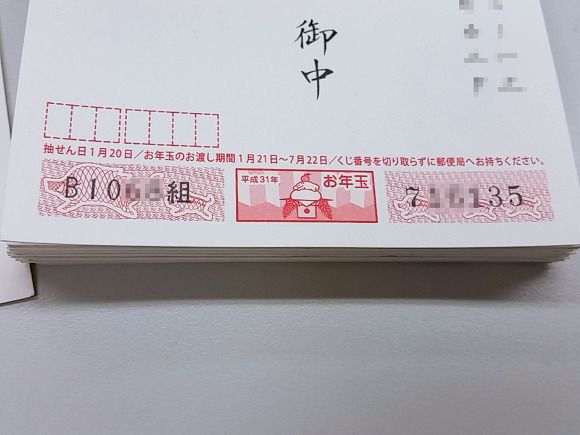 御中
抽せん日1月20日/お年玉のお渡し期間1月21日～7月22日/くじ番号を切り取らずに郵便局へお持ちください。
B10 組
平成31年
お年玉
7 135